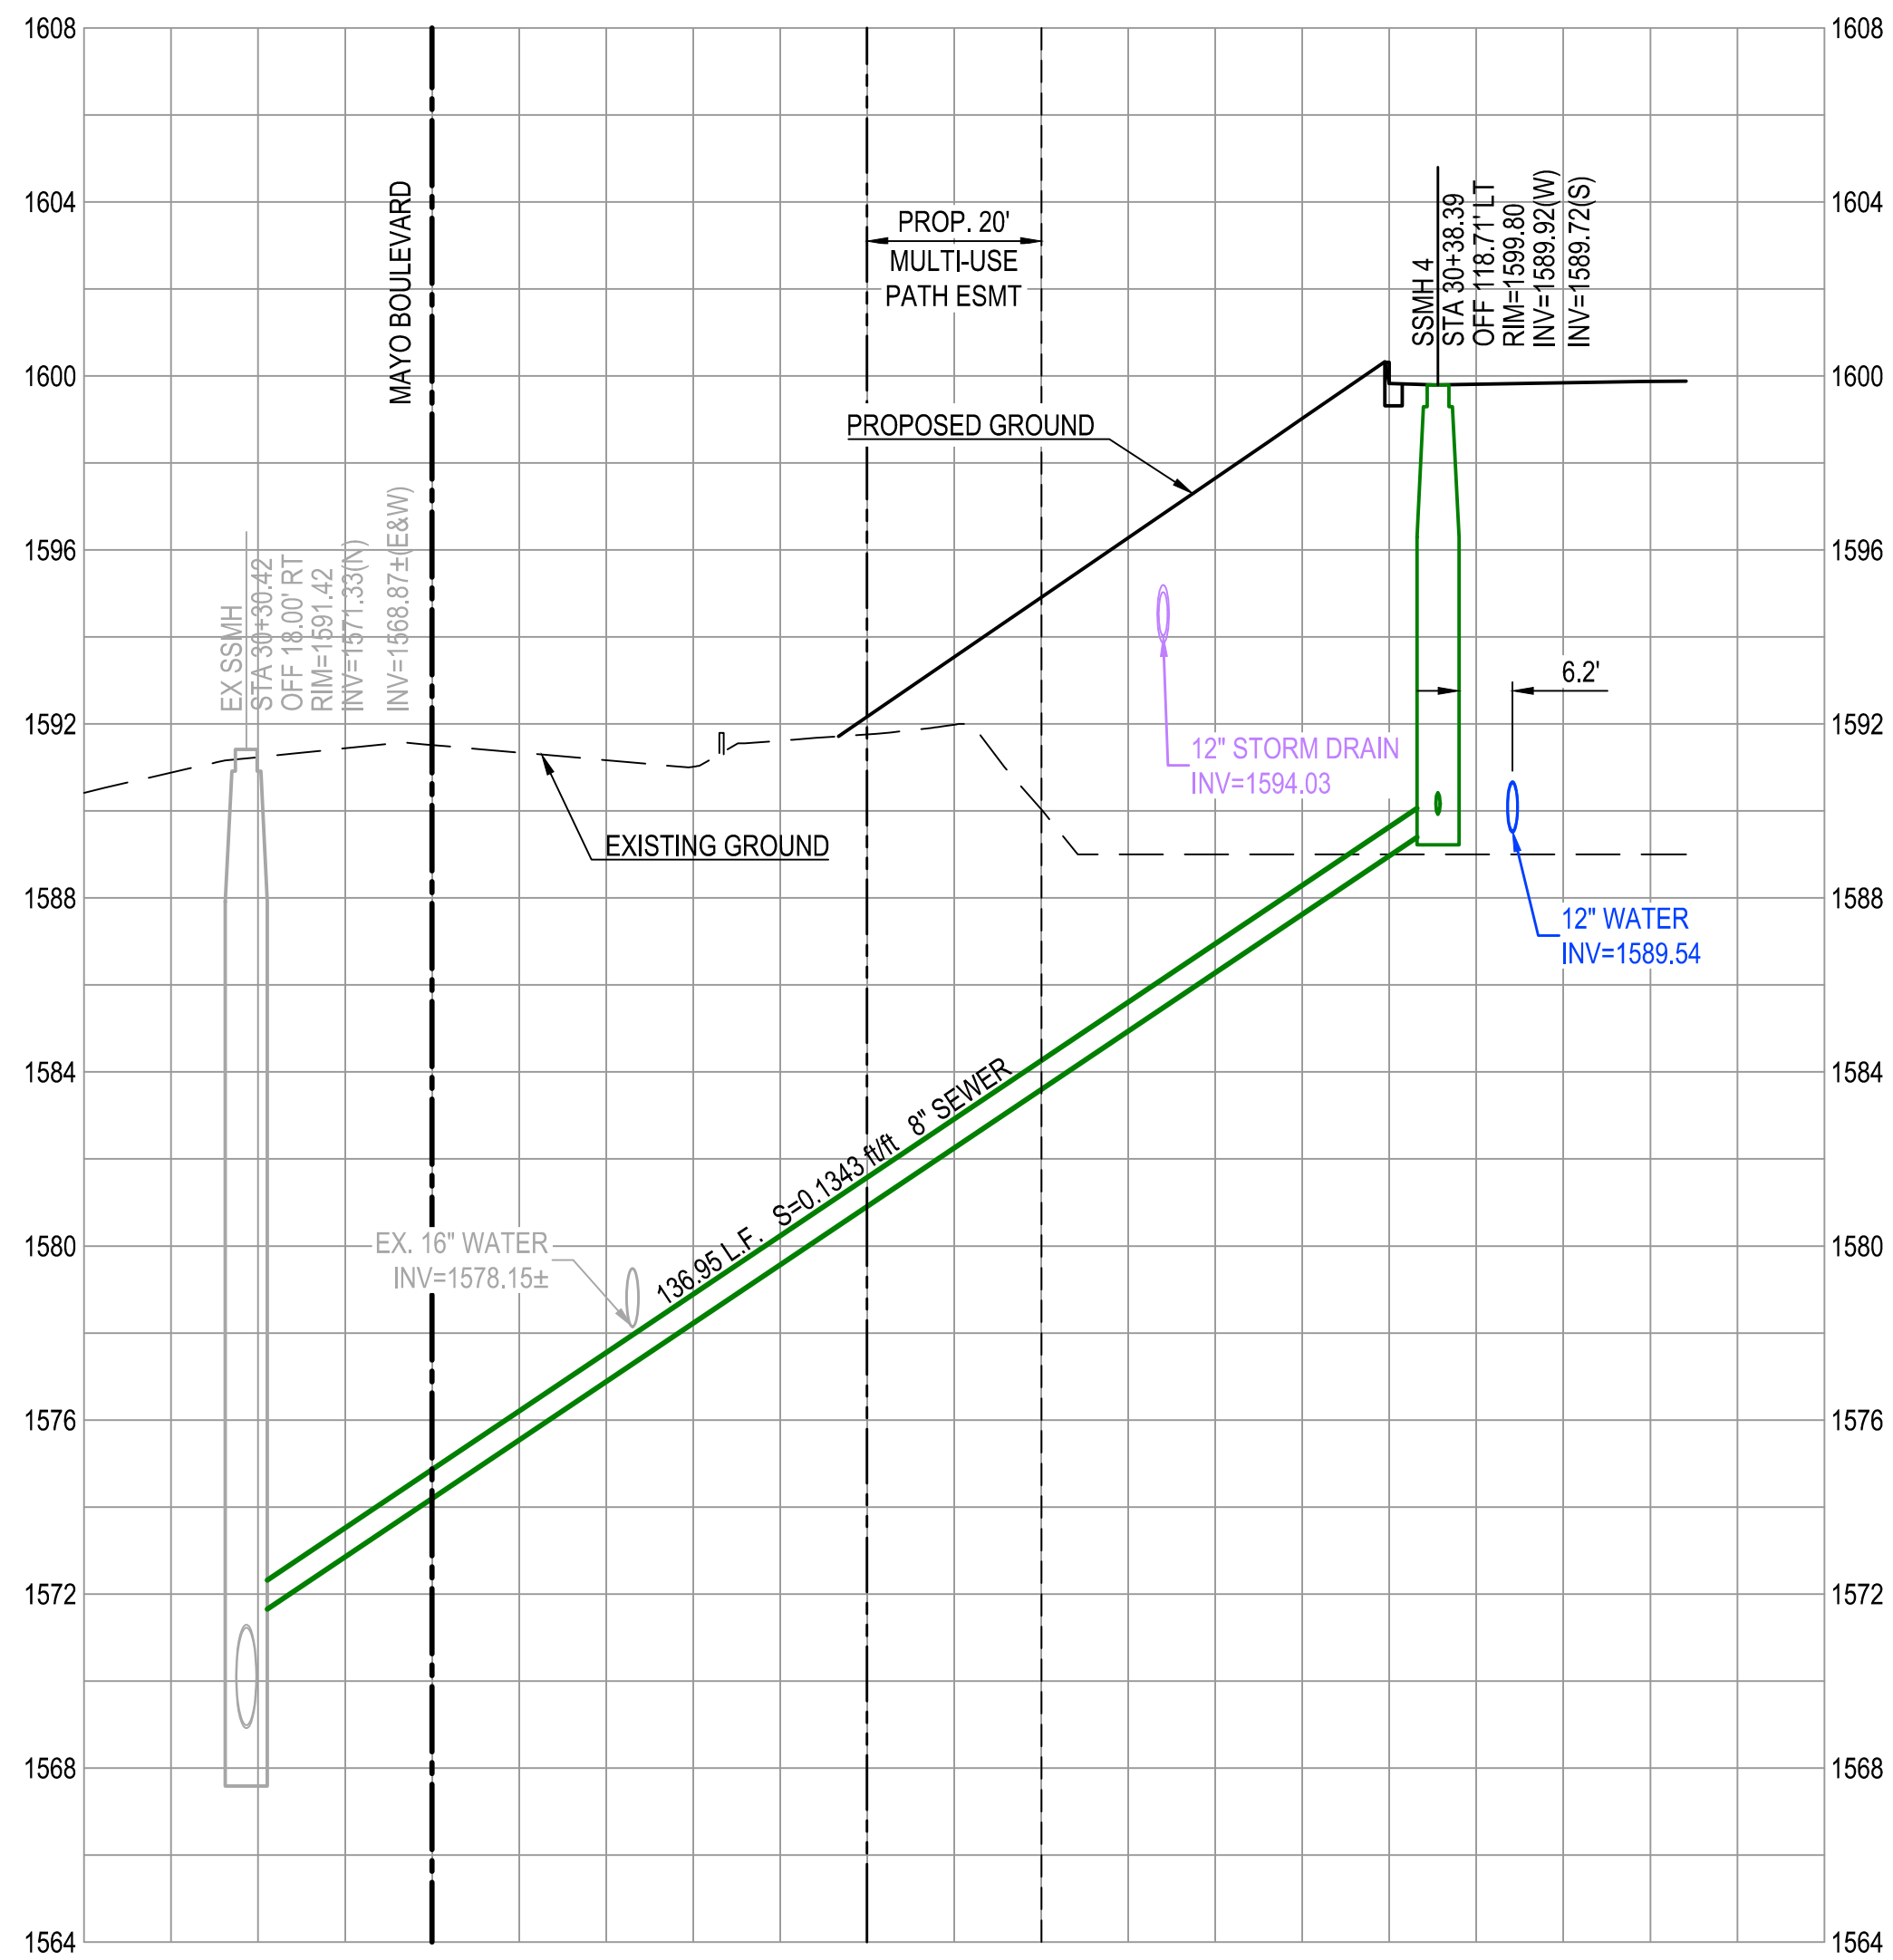 1608
1604
1600
1596
1592
1588
1584
1580
1576
1572
1568
1564
MAYO BOULEVARD
PROP. 20'
MULTI-USE
PATH ESMT
SSMH 4
STA 30+38.39
OFF 118.71' LT
RIM=1599.80
INV=1589.92(W)
INV=1589.72(S)
PROPOSED GROUND
EX SSMH
STA 30+30.42
OFF 18.00' RT
RIM=1591.42
INV=1571.33(N)
INV=1568.87±(E&W)
6.2'
12" STORM DRAIN
INV=1594.03
EXISTING GROUND
12" WATER
INV=1589.54
136.95 L.F. S=0.1343 ft/ft 8" SEWER
EX. 16" WATER
INV=1578.15±
1608
1604
1600
1596
1592
1588
1584
1580
1576
1572
1568
1564